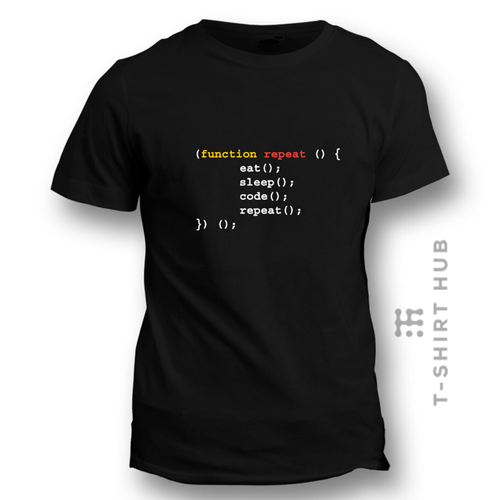 (function repeat () {
      eat();
      sleep();
      code();
      repeat();
}) ();
T-SHIRT HUB